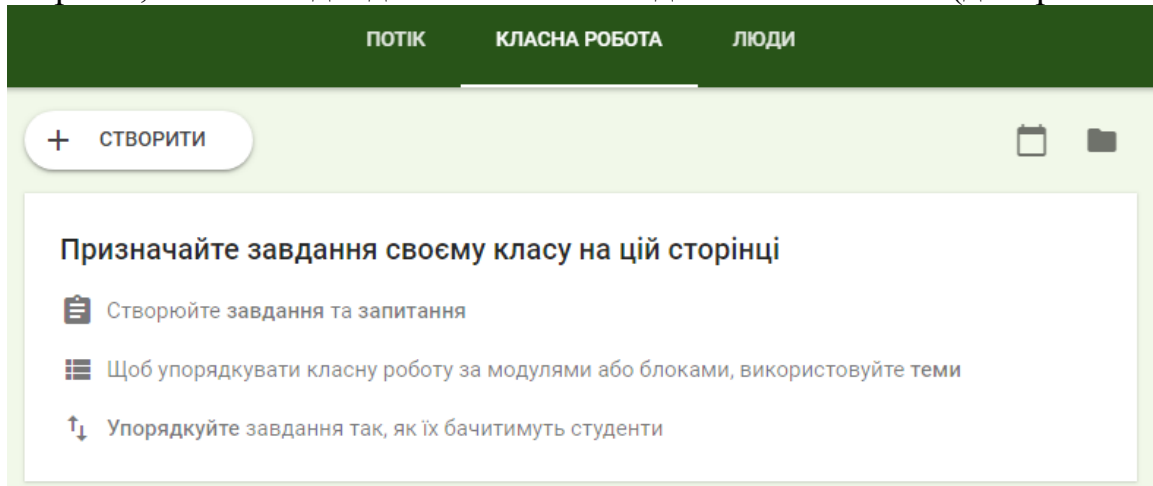 ПОТІК КЛАСНА РОБОТА ЛЮДИ
+ СТВОРИТИ
Призначайте завдання своєму класу на цій сторінці
Створюйте завдання та запитання
Щоб упорядкувати класну роботу за модулями або блоками, використовуйте теми
Упорядкуйте завдання так, як їх бачитимуть студенти